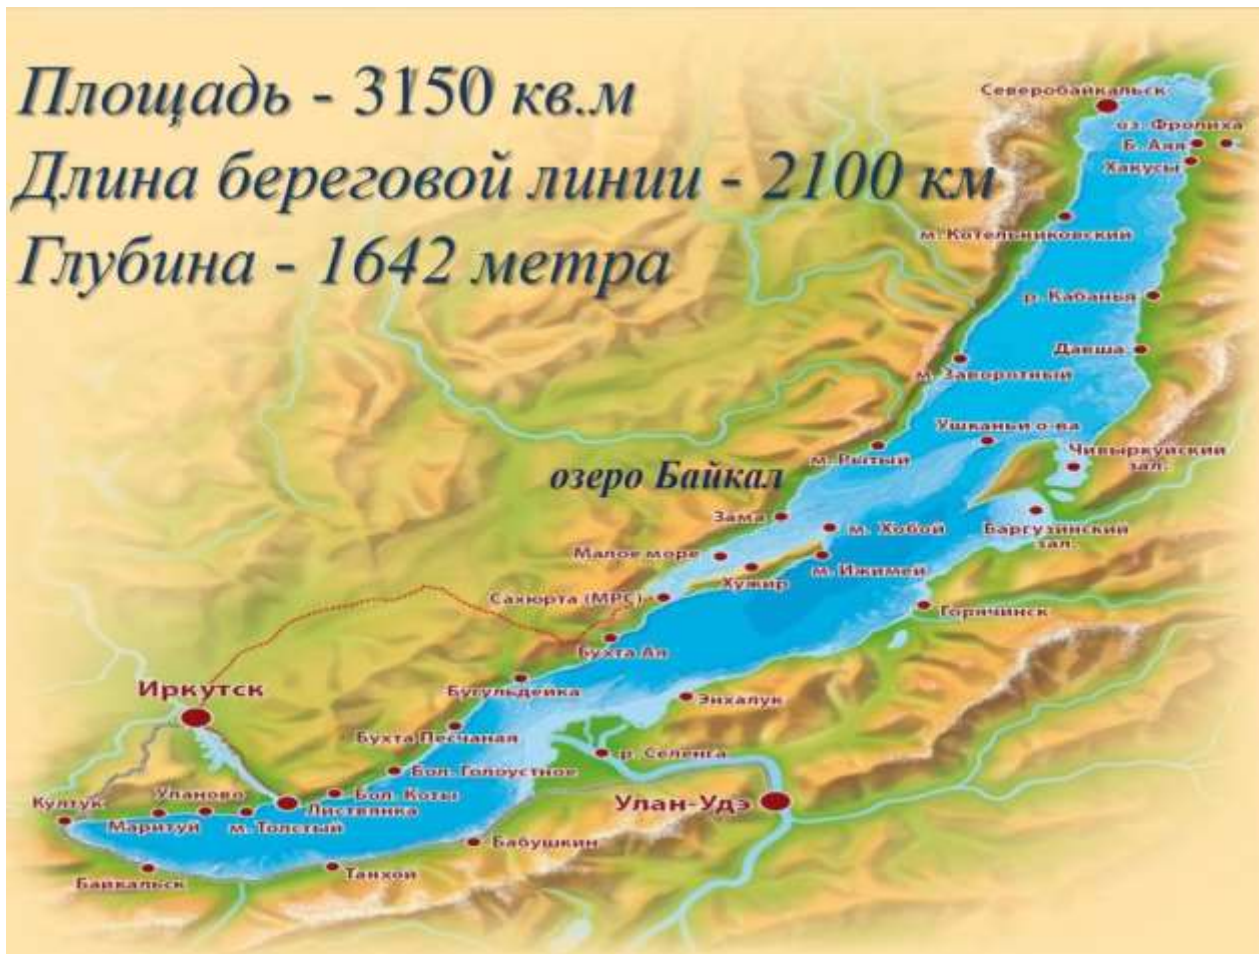 Площадь - 3150 кв.м
Длина береговой линии - 2100 км
Глубина - 1642 метра
Северобайкальск
оз. Фролиха
Б. Аяя
Хакусы
м. Котельниковский
р. Кабанья
Давша
м. Заворотный
Ушканьи о-ва
м. Рытый
Чивыркуйский
зал.
озеро Байкал
Зама
м. Хобой
Баргузинский
зал.
Малое море
Хужир
м. Ижимей
Сахюрта (МРС)
Горячинск
Бухта Ая
Иркутск
Бугульдейка
Энхалук
Бухта Песчаная
р. Селенга
Бол. Голоустное
Уланово
Бол. Коты
Култук
Листвянка
Улан-Удэ
Маритуй
м. Толстый
Бабушкин
Байкальск
Танхой